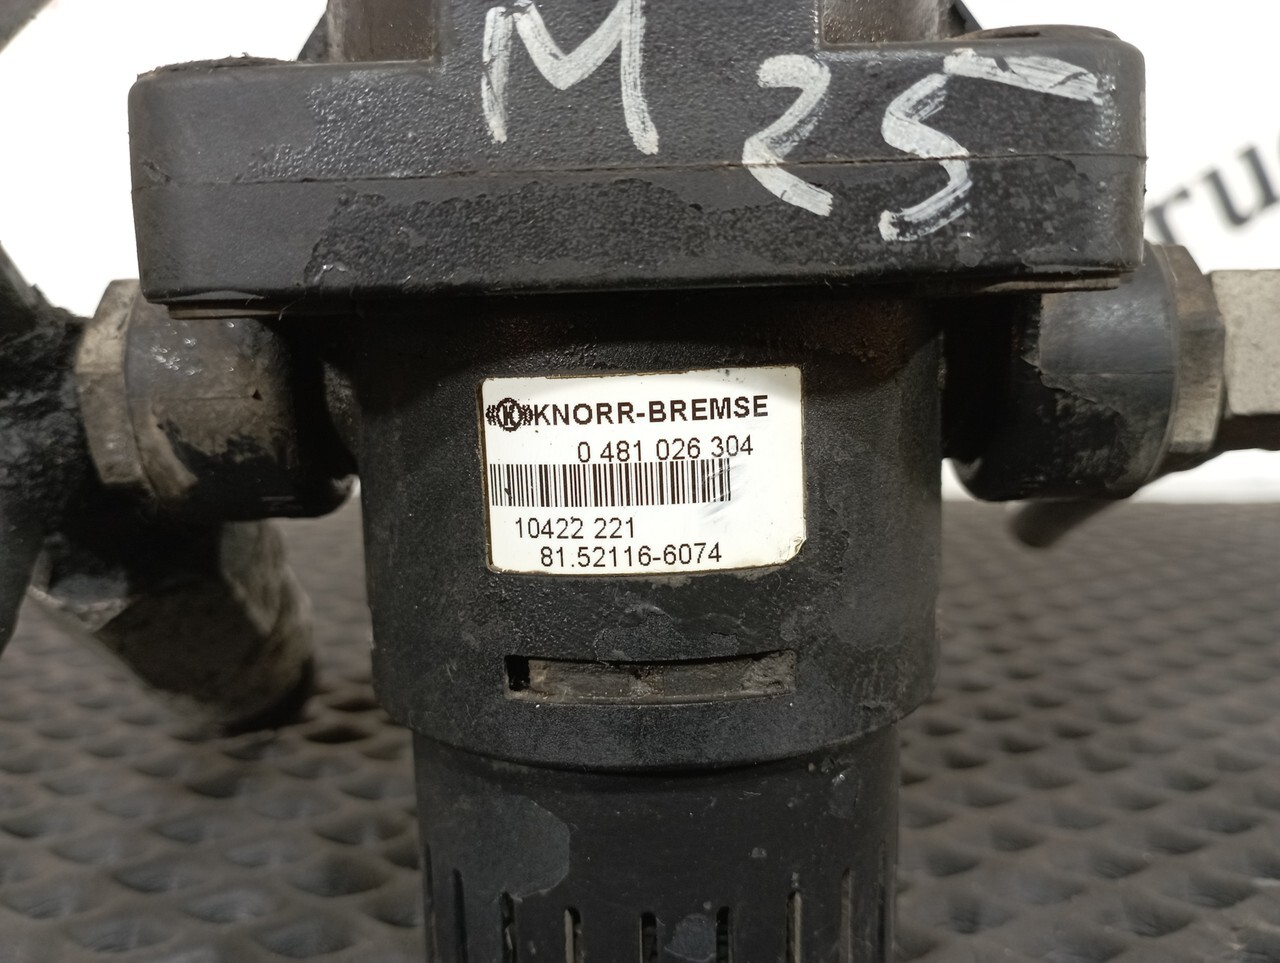 M 25
K KNORR-BREMSE
0 481 026 304
10422 221
81.52116-6074